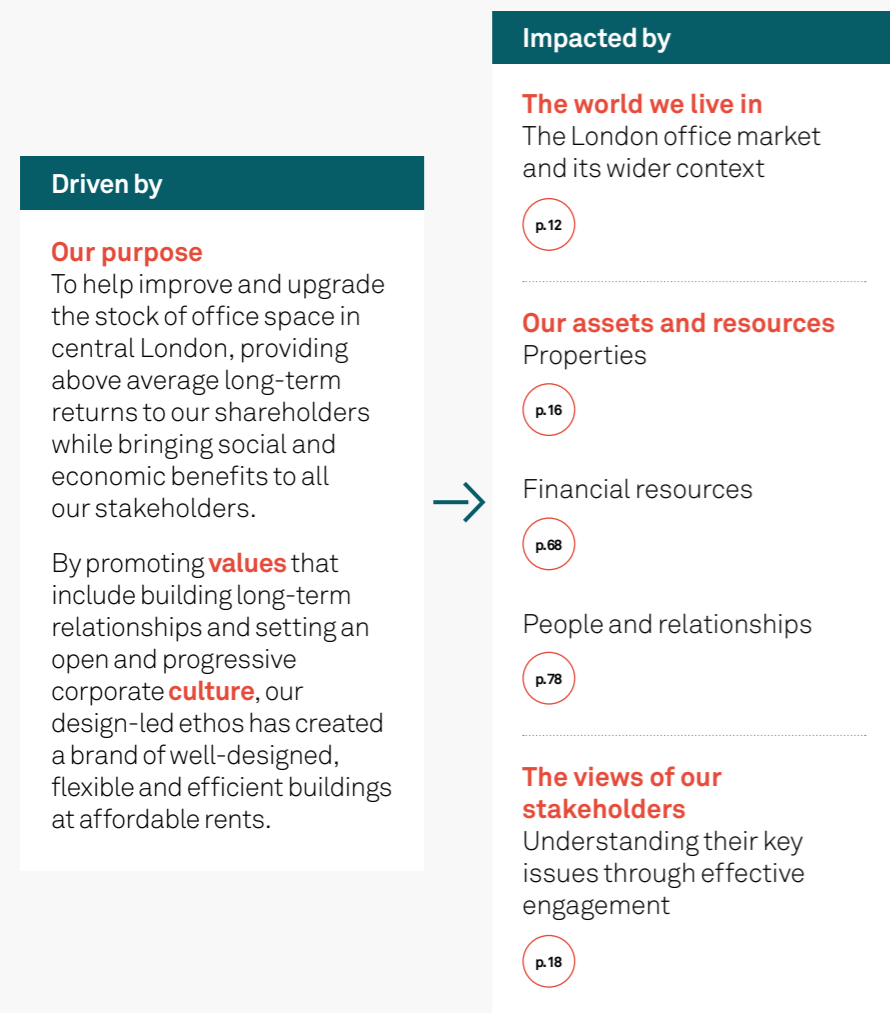 Driven by
Our purpose
To help improve and upgrade
the stock of office space in
central London, providing
above average long-term
returns to our shareholders
while bringing social and
economic benefits to all
our stakeholders.
By promoting values that
include building long-term
relationships and setting an
open and progressive
corporate culture, our
design-led ethos has created
a brand of well-designed,
flexible and efficient buildings
at affordable rents.
Impacted by
The world we live in
The London office market
and its wider context
p.12
Our assets and resources
Properties
p.16
Financial resources
p.68
People and relationships
p.78
The views of our
stakeholders
Understanding their key
issues through effective
engagement
p.18